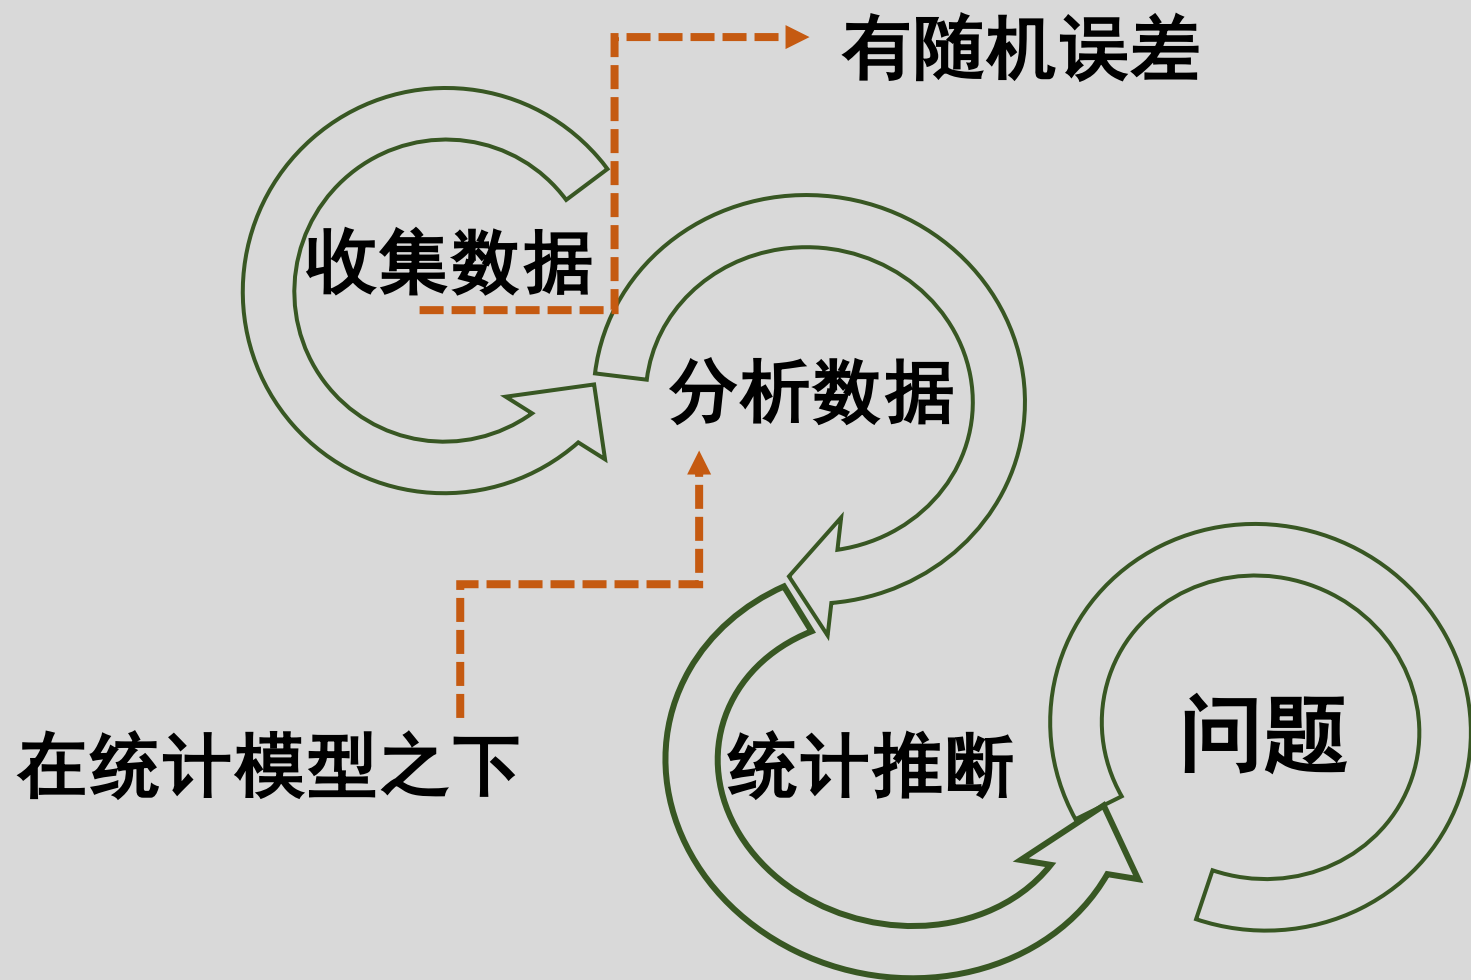 有随机误差
收集数据
分析数据
在统计模型之下
统计推断
问题